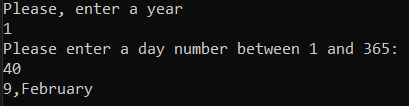 Please, enter a year
1
Please enter a day number between 1 and 365:
40
9,February